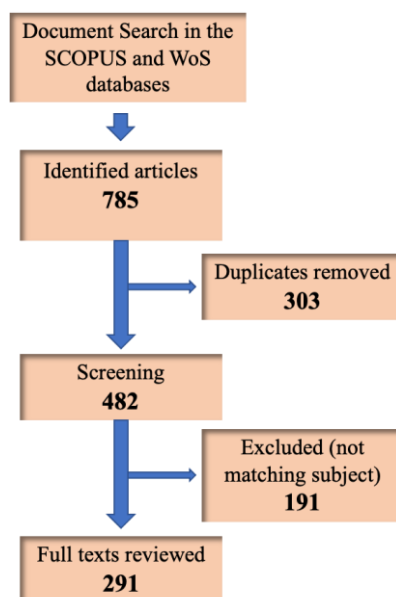 Document Search in the
SCOPUS and WoS
databases
Identified articles
785
Duplicates removed
303
Screening
482
Excluded (not
matching subject)
191
Full texts reviewed
291